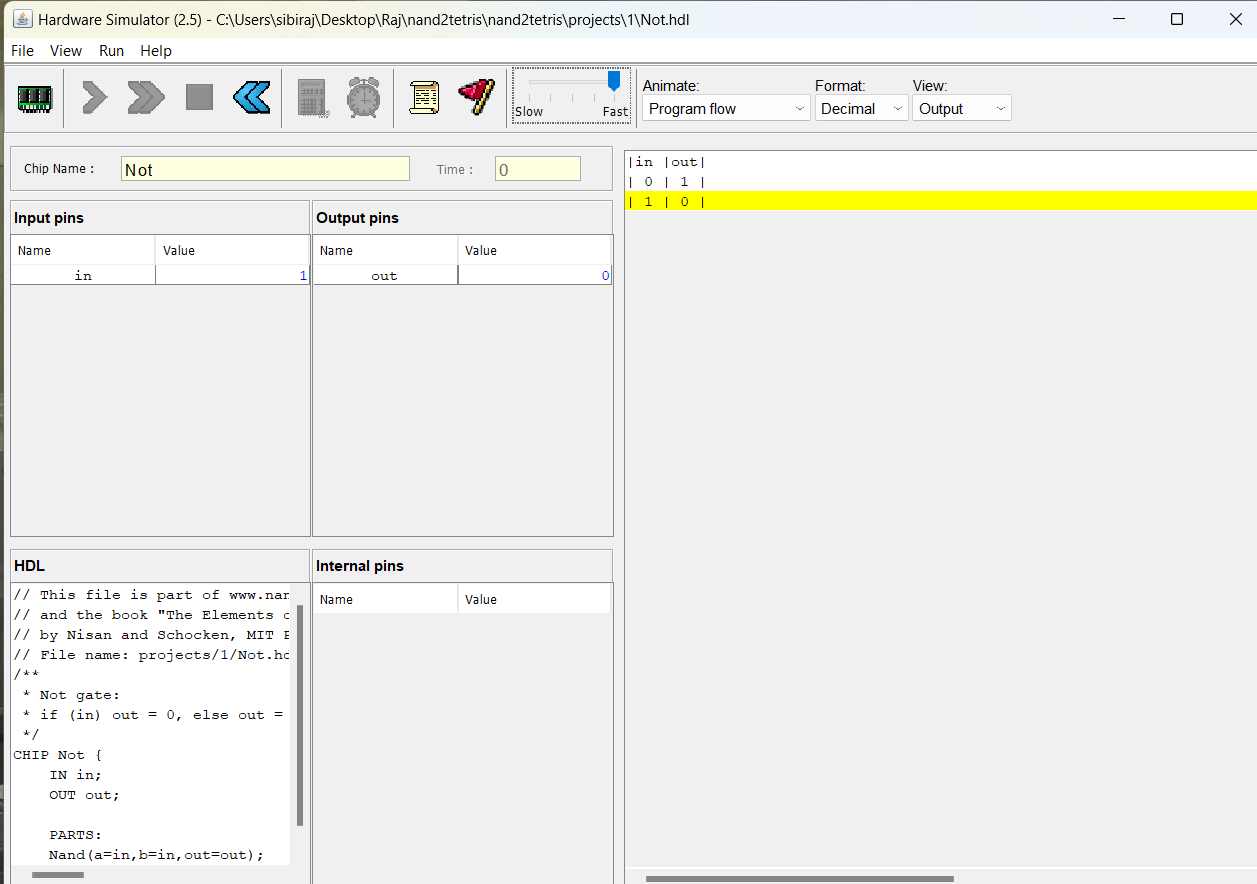 Hardware Simulator (2.5) - C:\Users\sibiraj\Desktop\Raj\nand2tetris\nand2tetris\projects\1\Not.hdl
File View Run Help
Slow Fast
Animate: Format: View:
Program flow Decimal Output
Chip Name : Not Time : 0
Input pins
Name Value
in 1
Output pins
Name Value
out 0
HDL
// This file is part of www.nan
// and the book "The Elements o
// by Nisan and Schocken, MIT P
// File name: projects/1/Not.hd
/**
* Not gate:
* if (in) out = 0, else out =
*/
CHIP Not {
IN in;
OUT out;
PARTS:
Nand(a=in,b=in,out=out);
Internal pins
Name Value
|in |out|
| 0 | 1 |
| 1 | 0 |